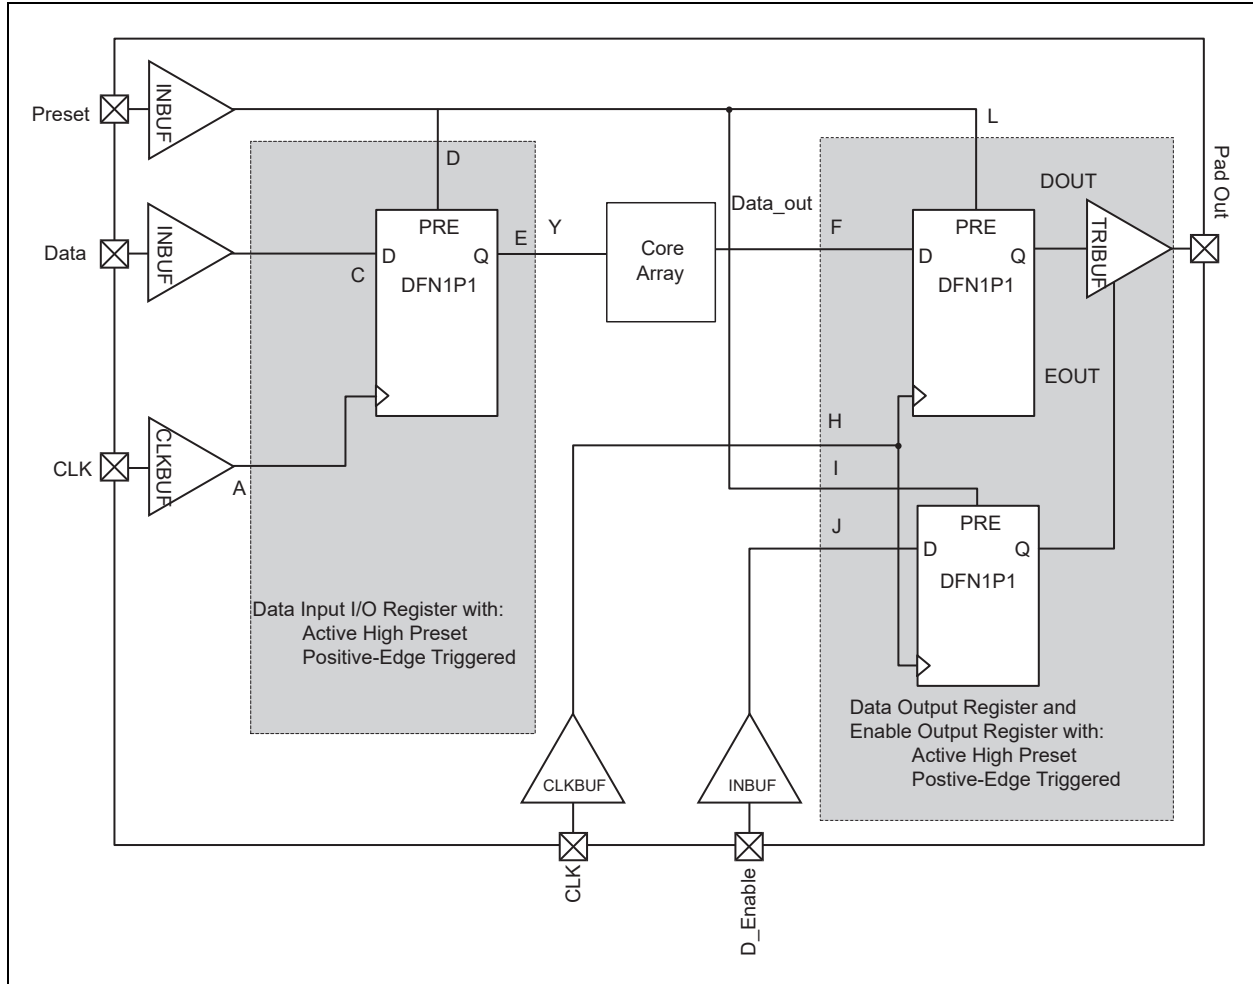 Preset
INBUF
L
D
Pad Out
DOUT
Data
INBUF
PRE
D
Q
DFN1P1
C
E
Y
Core
Array
Data_out
F
PRE
D
DFN1P1
TRIBUF
EOUT
CLK
CLKBUF
A
H
I
J
PRE
D
Q
DFN1P1
Data Input I/O Register with:
Active High Preset
Positive-Edge Triggered
Data Output Register and
Enable Output Register with:
Active High Preset
Postive-Edge Triggered
CLKBUF
INBUF
CLK
D_Enable